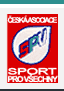 ČESKÁ ASOCIACE
SPORT
PRO VŠECHNY